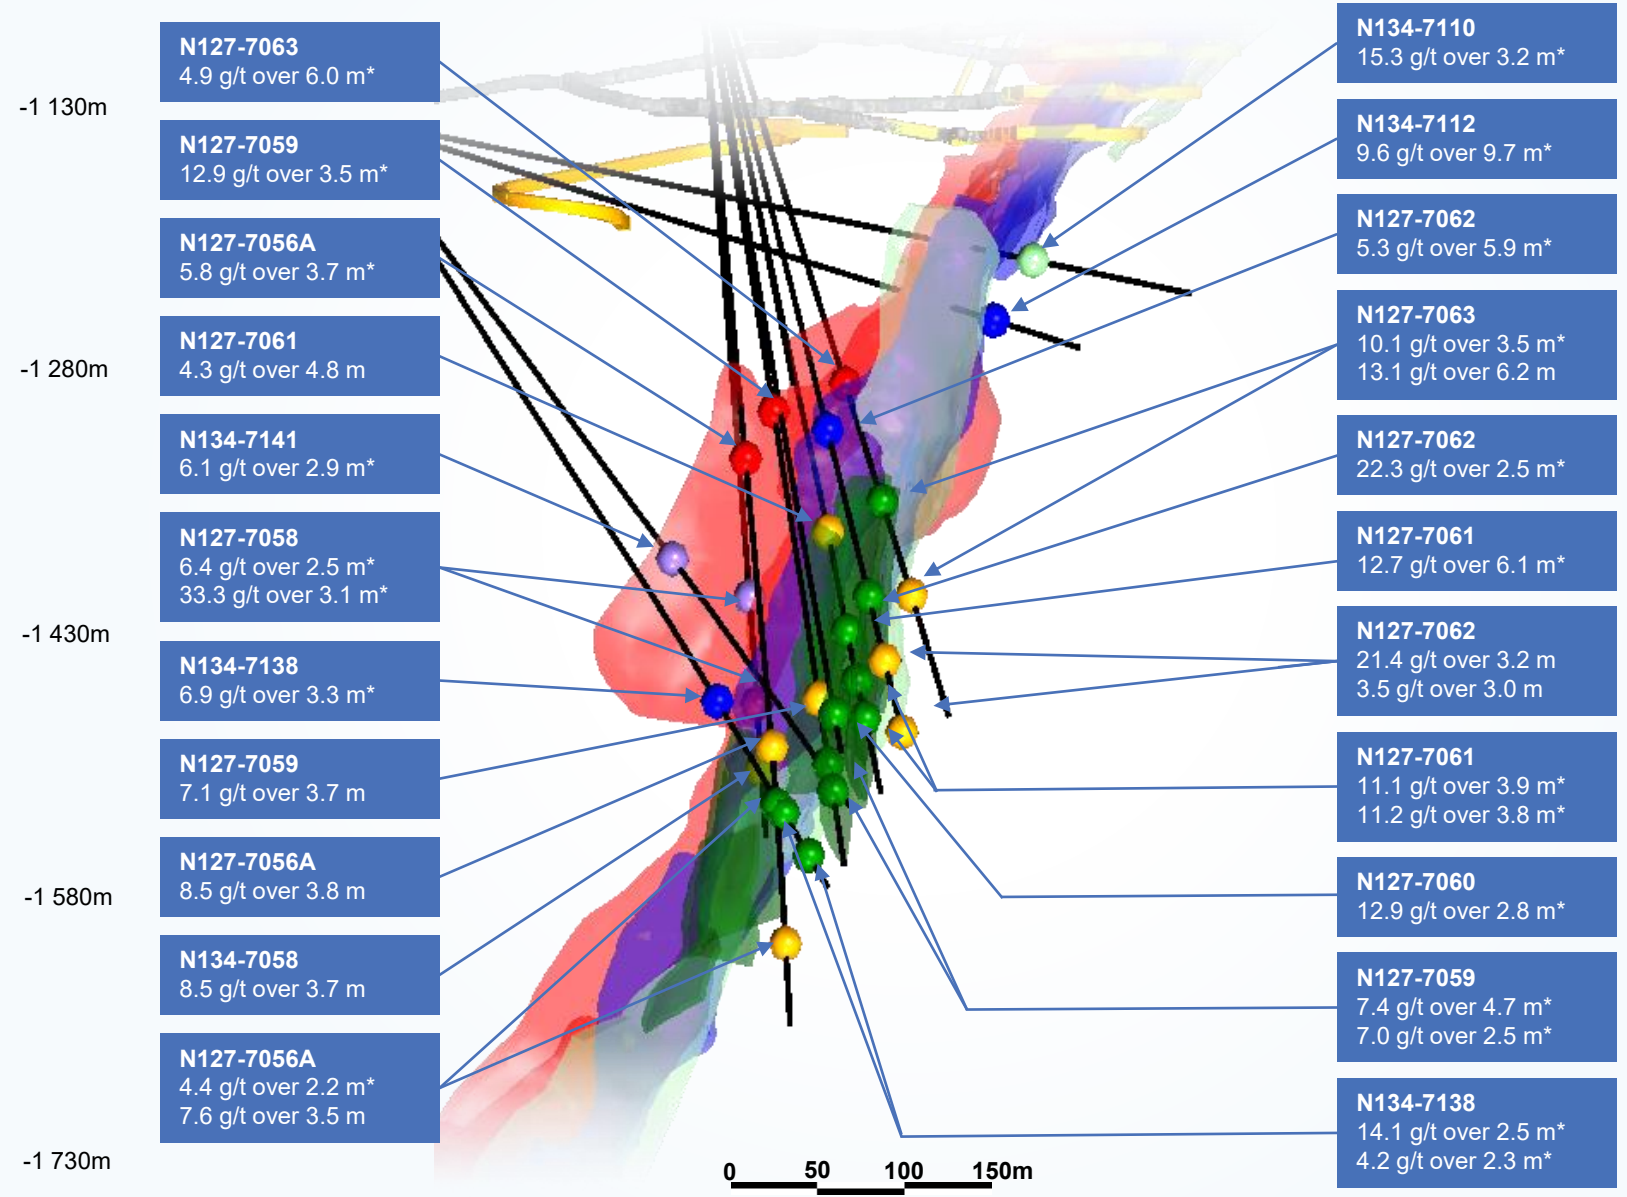 -1 130m
-1 280m
-1 430m
-1 580m
-1 730m
N127-7063
4.9 g/t over 6.0 m*
N127-7059
12.9 g/t over 3.5 m*
N127-7056A
5.8 g/t over 3.7 m*
N127-7061
4.3 g/t over 4.8 m
N134-7141
6.1 g/t over 2.9 m*
N127-7058
6.4 g/t over 2.5 m*
33.3 g/t over 3.1 m*
N134-7138
6.9 g/t over 3.3 m*
N127-7059
7.1 g/t over 3.7 m
N127-7056A
8.5 g/t over 3.8 m
N134-7058
8.5 g/t over 3.7 m
N127-7056A
4.4 g/t over 2.2 m*
7.6 g/t over 3.5 m
N134-7110
15.3 g/t over 3.2 m*
N134-7112
9.6 g/t over 9.7 m*
N127-7062
5.3 g/t over 5.9 m*
N127-7063
10.1 g/t over 3.5 m*
13.1 g/t over 6.2 m
N127-7062
22.3 g/t over 2.5 m*
N127-7061
12.7 g/t over 6.1 m*
N127-7062
21.4 g/t over 3.2 m
3.5 g/t over 3.0 m
N127-7061
11.1 g/t over 3.9 m*
11.2 g/t over 3.8 m*
N127-7060
12.9 g/t over 2.8 m*
N127-7059
7.4 g/t over 4.7 m*
7.0 g/t over 2.5 m*
N134-7138
14.1 g/t over 2.5 m*
4.2 g/t over 2.3 m*
0 50 100 150m